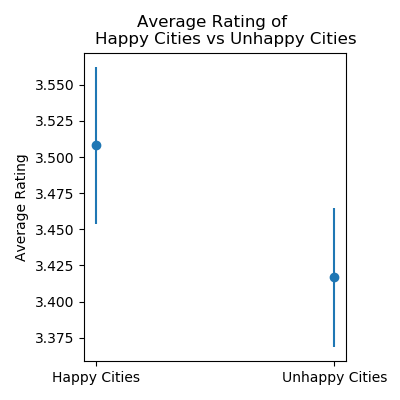 Average Rating of
Happy Cities vs Unhappy Cities
Average Rating
3.550
3.525
3.500
3.475
3.450
3.425
3.400
3.375
Happy Cities
Unhappy Cities